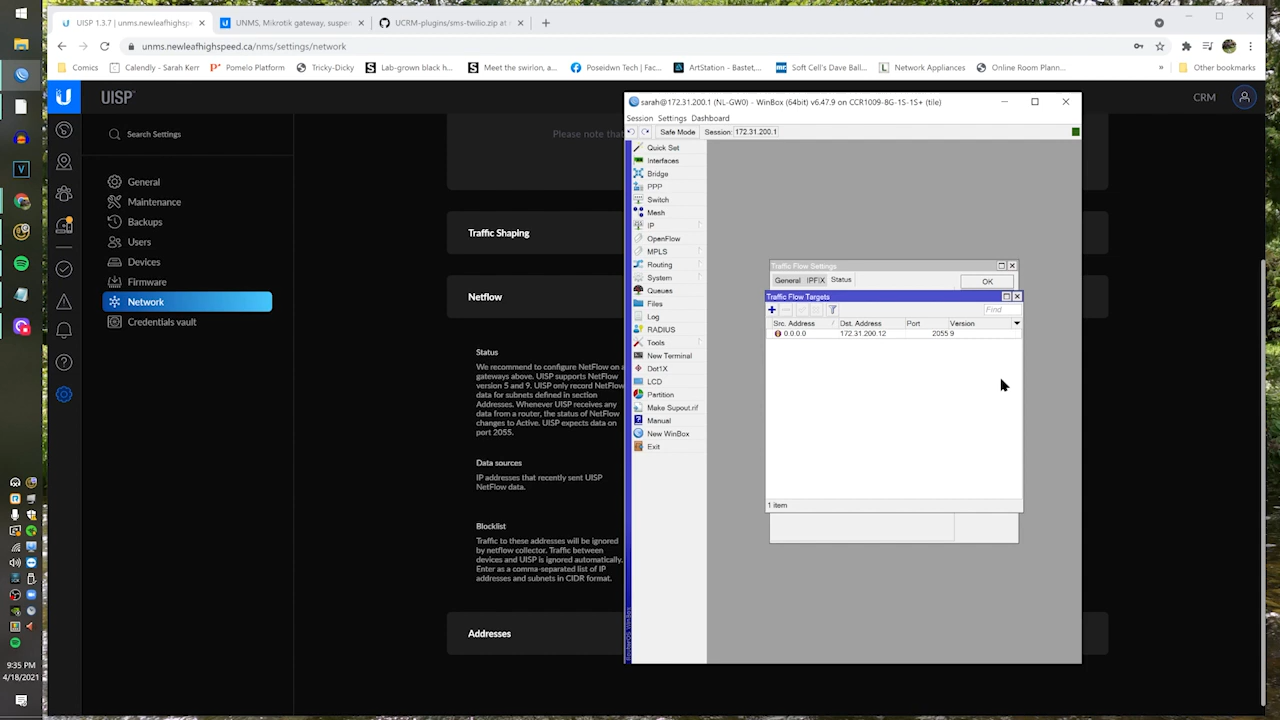 UISP 1.3.7 | unms.newleafhighsp
UNMS, Mikrotik gateway, suspen
UCRM-plugins/sms-twilio.zip at m
unms.newleafhighspeed.ca/nms/settings/network
Comics
Calendly - Sarah Kerr
Pomelo Platform
Tricky-Dicky
Lab-grown black h...
Meet the swirlon, a...
Poseidwn Tech | Fac...
ArtStation - Bastet,...
Soft Cell's Dave Ball...
Network Appliances
Online Room Plann...
»
Other bookmarks
UISP
CRM
Search Settings
General
Maintenance
Backups
Users
Devices
Firmware
Network
Credentials vault
Please note tha
Traffic Shaping
Netflow
Status
We recommend to configure NetFlow on a
gateways above. UISP supports NetFlow
version 5 and 9. UISP only record NetFlow
data for subnets defined in section
Addresses. Whenever UISP receives any
data from a router, the status of NetFlow
changes to Active. UISP expects data on
port 2055.
Data sources
IP addresses that recently sent UISP
NetFlow data.
Blocklist
Traffic to these addresses will be ignored
by netflow collector. Traffic between
devices and UISP is ignored automatically.
Enter as a comma-separated list of IP
addresses and subnets in CIDR format.
Addresses
sarah@172.31.200.1 (NL-GW0) - WinBox (64bit) v6.47.9 on CCR1009-8G-1S-1S+ (tile)
Session Settings Dashboard
Safe Mode Session: 172.31.200.1
Quick Set
Interfaces
Bridge
PPP
Switch
Mesh
IP
OpenFlow
MPLS
Routing
System
Queues
Files
Log
RADIUS
Tools
New Terminal
Dot1X
LCD
Partition
Make Supout.rif
Manual
New WinBox
Exit
RouterOS WinBox
Traffic Flow Settings
General IPFIX Status
OK
Traffic Flow Targets
Find
Src. Address / Dst. Address Port Version
0.0.0.0 172.31.200.12 2055 9
1 item
9:35 PM
4/18/2021